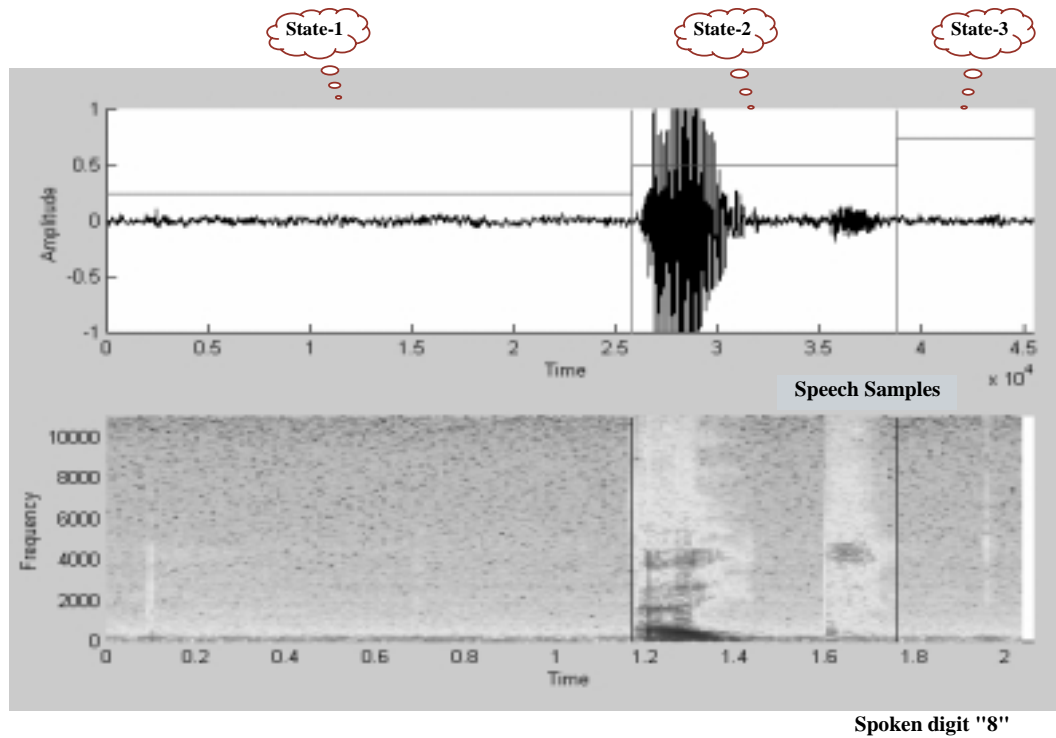 State-1 State-2 State-3
1
0.5
0
-0.5
-1
Amplitude
0 0.5 1 1.5 2 2.5 3 3.5 4 4.5
Time
x 10^4
Speech Samples
10000
8000
6000
4000
2000
0
Frequency
0 0.2 0.4 0.6 0.8 1 1.2 1.4 1.6 1.8 2
Time
Spoken digit "8"